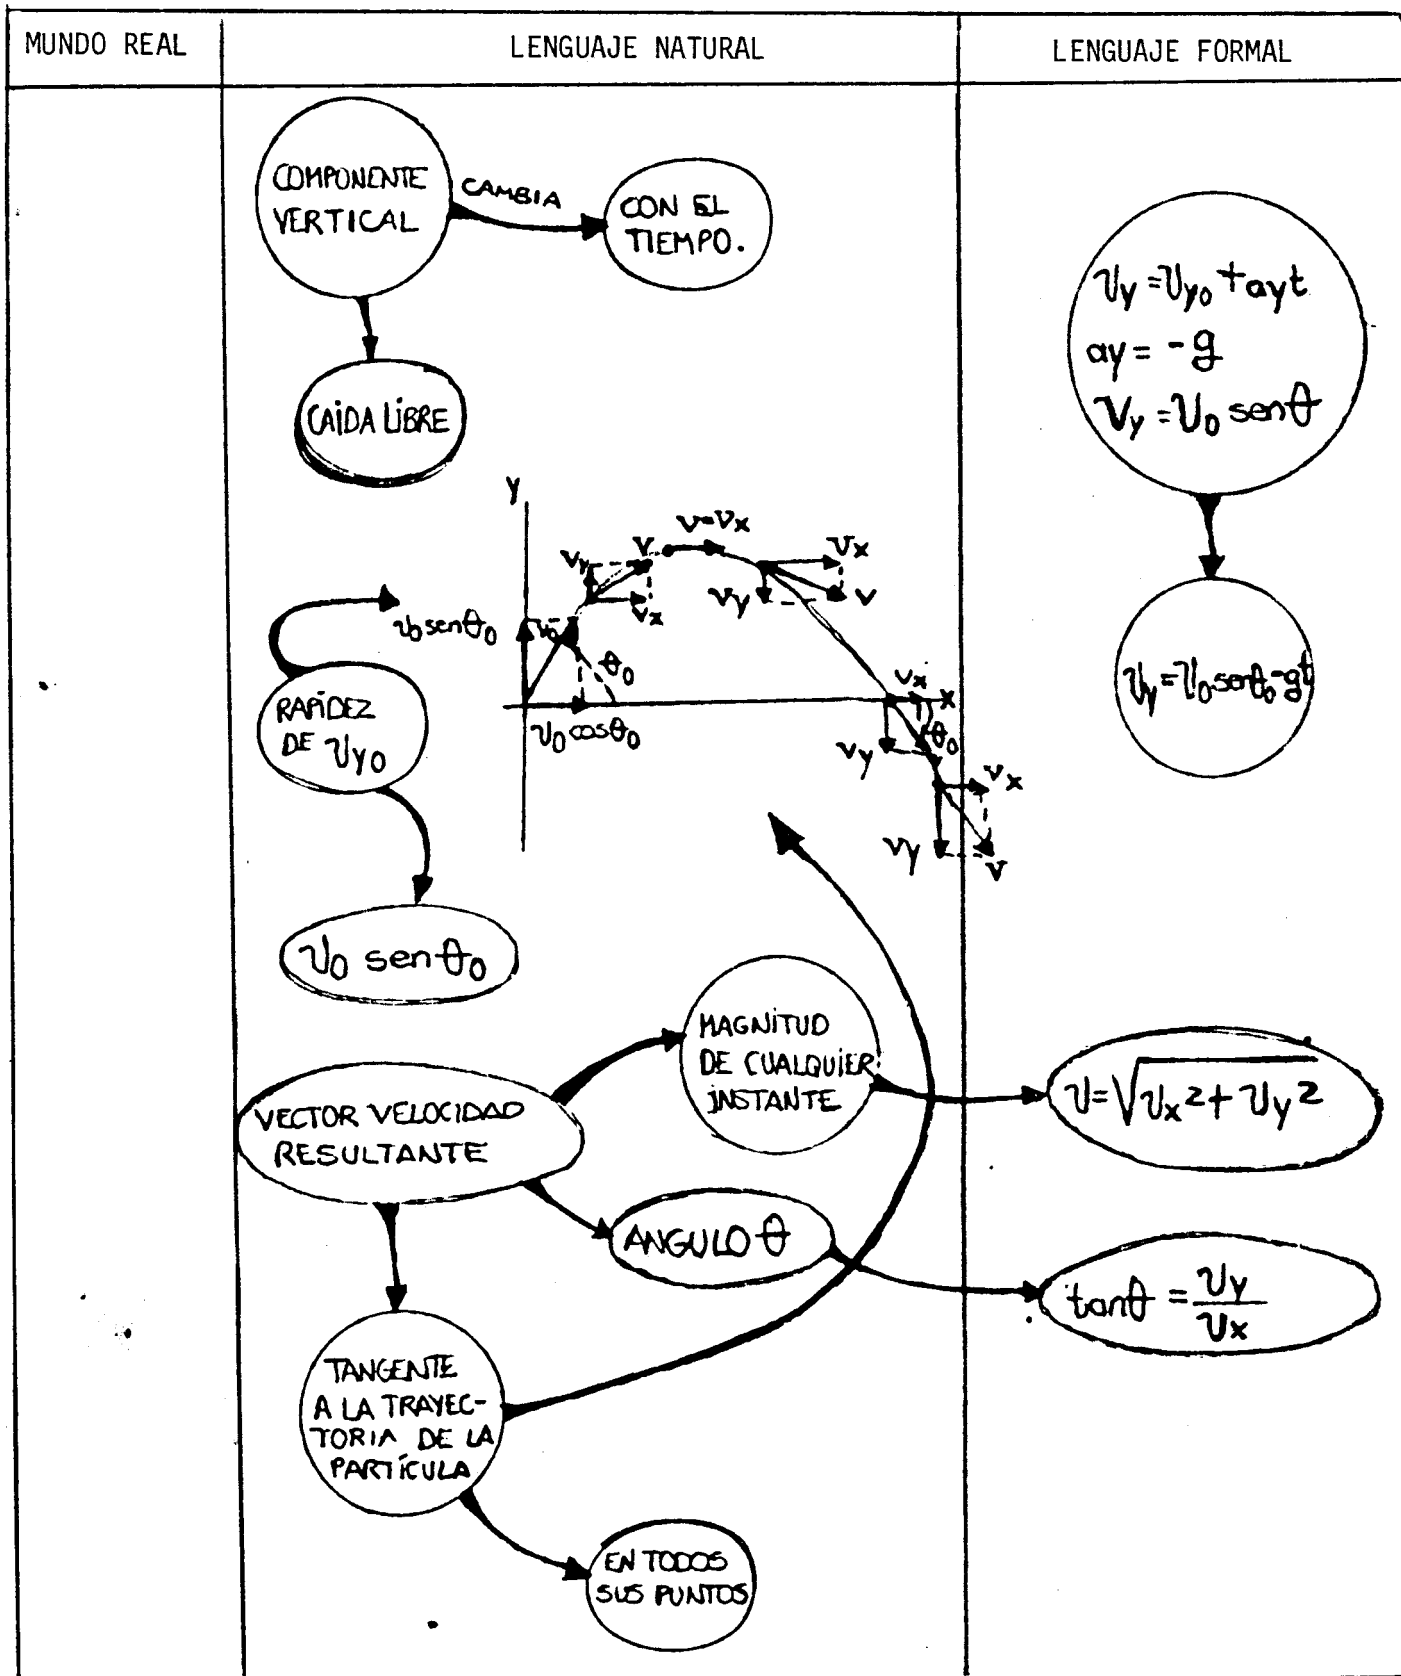 MUNDO REAL
LENGUAJE NATURAL
LENGUAJE FORMAL
COMPONENTE
VERTICAL
CAMBIA
CON EL
TIEMPO.
CAÍDA LIBRE
vy = vy0 + ayt
ay = -g
Vy = v0 senθ
vy = v0 senθ0 - gt
Y
v0 senθ0
v0
θ0
v0 cosθ0
vy
v
vx
v=vx
vx
vy
v
vx
X
θ0
vy
v
vx
vy
v
RAPIDEZ
DE vy0
v0 senθ0
MAGNITUD
DE CUALQUIER
INSTANTE
v = √vx2 + vy2
VECTOR VELOCIDAD
RESULTANTE
ANGULO θ
tanθ = vy/vx
TANGENTE
A LA TRAYEC-
TORIA DE LA
PARTÍCULA
EN TODOS
SUS PUNTOS